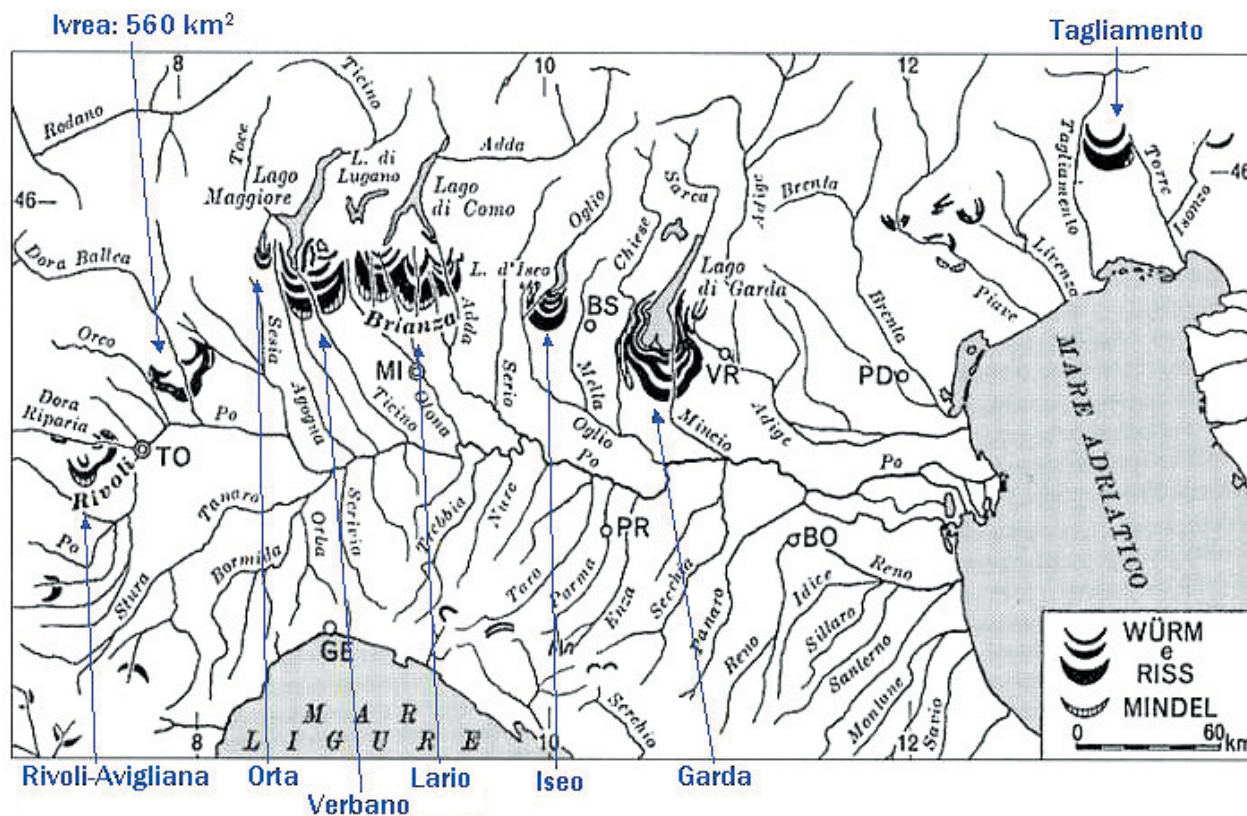 Ivrea: 560 km²
Tagliamento
8
10
12
Ticino
Rodano
Toce
L. di
Lugano
Adda
Lago
Maggiore
Lago
di Como
Oglio
Sarca
Adige
Brenta
Tagliamento
Torre
Isonzo
46
46
Dora Baltea
Chiese
L. d'Iseo
Lago
di Garda
Livenza
Piave
Brenta
Orco
Sesia
Brianza
Adda
BS
MI
Serio
Mella
VR
PD
Dora
Riparia
Po
Agogna
Ticino
Olona
Oglio
Mincio
Adige
Rivoli
TO
Po
Po
Tanaro
Scrivia
Orba
Trebbia
Nure
MARE ADRIATICO
Po
Stura
Bormida
PR
BO
Taro
Parma
Enza
Secchia
Panaro
Reno
Idice
Reno
Sillaro
Santerno
Montone
Savio
GE
Serchio
MAR
LIGURE
8
10
12
WÜRM
e
RISS
MINDEL
0 60 km
Rivoli-Avigliana
Orta
Verbano
Lario
Iseo
Garda